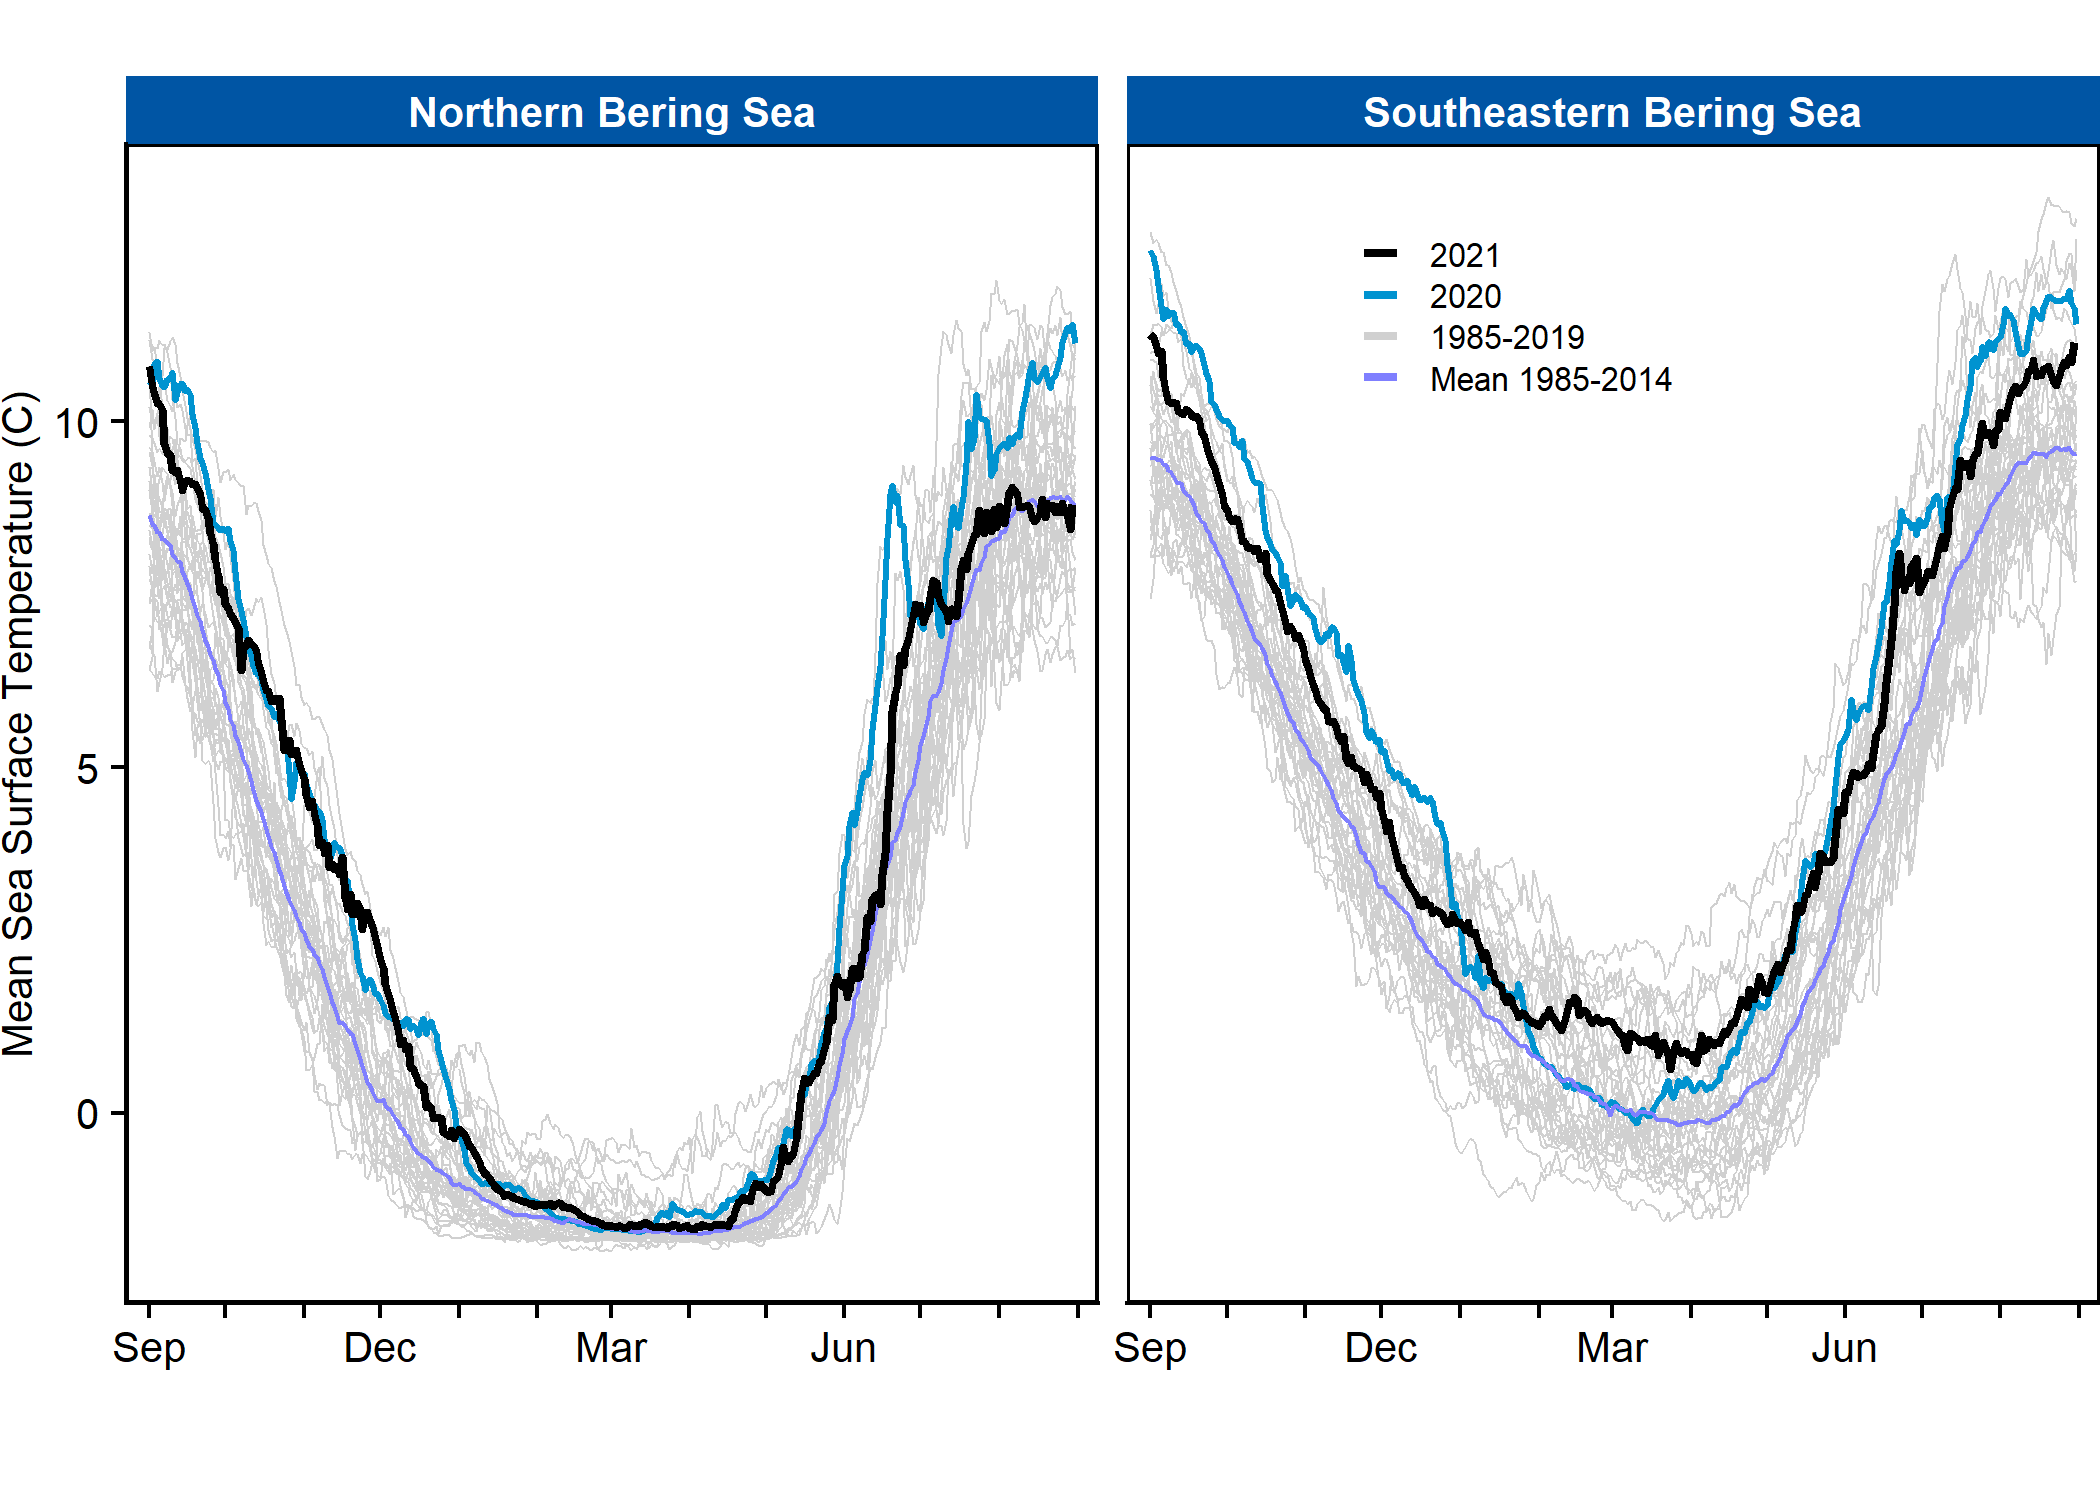 Northern Bering Sea
Southeastern Bering Sea
Mean Sea Surface Temperature (C)
10
5
0
2021
2020
1985-2019
Mean 1985-2014
Sep Dec Mar Jun
Sep Dec Mar Jun